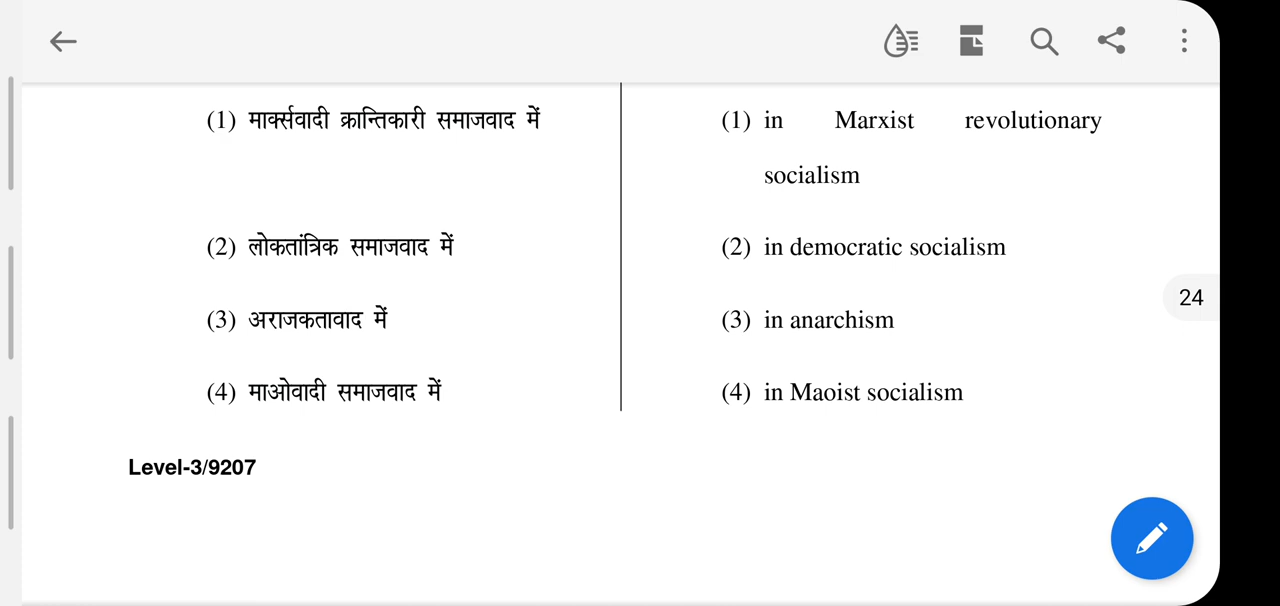 (1) मार्क्सवादी क्रान्तिकारी समाजवाद में
(1) in Marxist revolutionary
socialism
(2) लोकतांत्रिक समाजवाद में
(2) in democratic socialism
24
(3) अराजकतावाद में
(3) in anarchism
(4) माओवादी समाजवाद में
(4) in Maoist socialism
Level-3/9207